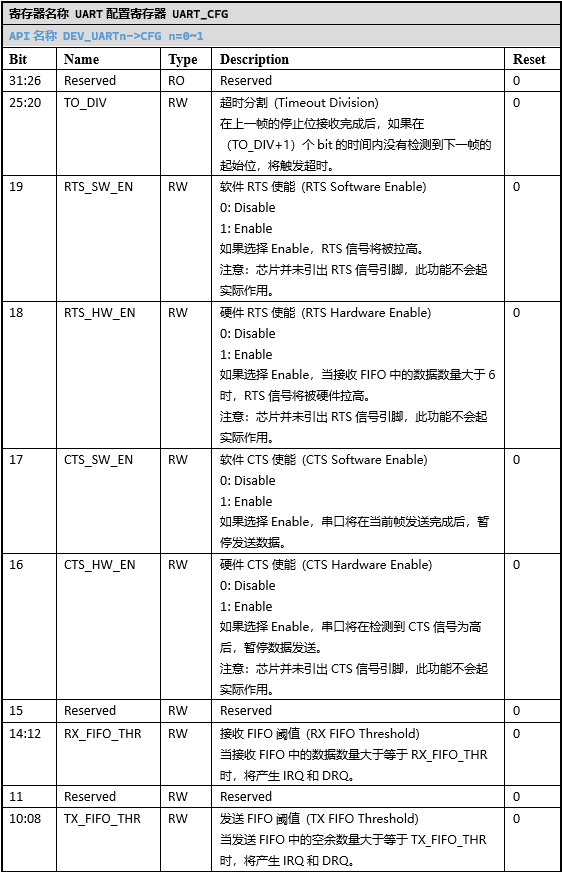 寄存器名称 UART 配置寄存器 UART_CFG
API 名称 DEV_UARTn->CFG n=0~1
Bit Name Type Description Reset
31:26 Reserved RO Reserved 0
25:20 TO_DIV RW 超时分割 (Timeout Division) 0
在上一帧的停止位接收完成后，如果在
（TO_DIV+1）个 bit 的时间内没有检测到下一帧的
起始位，将触发超时。
19 RTS_SW_EN RW 软件 RTS 使能 (RTS Software Enable) 0
0: Disable
1: Enable
如果选择 Enable，RTS 信号将被拉高。
注意：芯片并未引出 RTS 信号引脚，此功能不会起
实际作用。
18 RTS_HW_EN RW 硬件 RTS 使能 (RTS Hardware Enable) 0
0: Disable
1: Enable
如果选择 Enable，当接收 FIFO 中的数据数量大于 6
时，RTS 信号将被硬件拉高。
注意：芯片并未引出 RTS 信号引脚，此功能不会起
实际作用。
17 CTS_SW_EN RW 软件 CTS 使能 (CTS Software Enable) 0
0: Disable
1: Enable
如果选择 Enable，串口将在当前帧发送完成后，暂
停发送数据。
16 CTS_HW_EN RW 硬件 CTS 使能 (CTS Hardware Enable) 0
0: Disable
1: Enable
如果选择 Enable，串口将在检测到 CTS 信号为高
后，暂停数据发送。
注意：芯片并未引出 CTS 信号引脚，此功能不会起
实际作用。
15 Reserved RW Reserved 0
14:12 RX_FIFO_THR RW 接收 FIFO 阈值 (RX FIFO Threshold) 0
当接收 FIFO 中的数据数量大于等于 RX_FIFO_THR
时，将产生 IRQ 和 DRQ。
11 Reserved RW Reserved 0
10:08 TX_FIFO_THR RW 发送 FIFO 阈值 (TX FIFO Threshold) 0
当发送 FIFO 中的空余数量大于等于 TX_FIFO_THR
时，将产生 IRQ 和 DRQ。